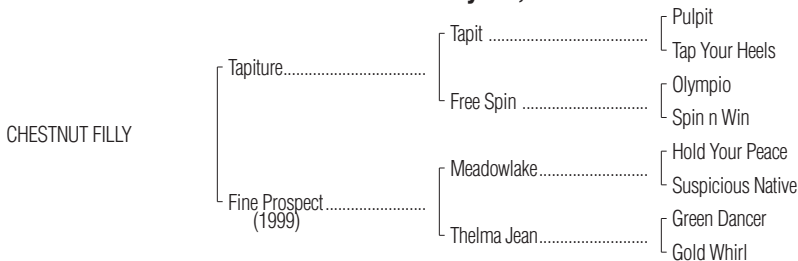 Pulpit
Tapit ............................................
Tap Your Heels
Tapiture.......................................
Olympio
Free Spin ...................................
Spin n Win
CHESTNUT FILLY
Hold Your Peace
Meadowlake..............................
Suspicious Native
Fine Prospect...........................
(1999)
Green Dancer
Thelma Jean..............................
Gold Whirl